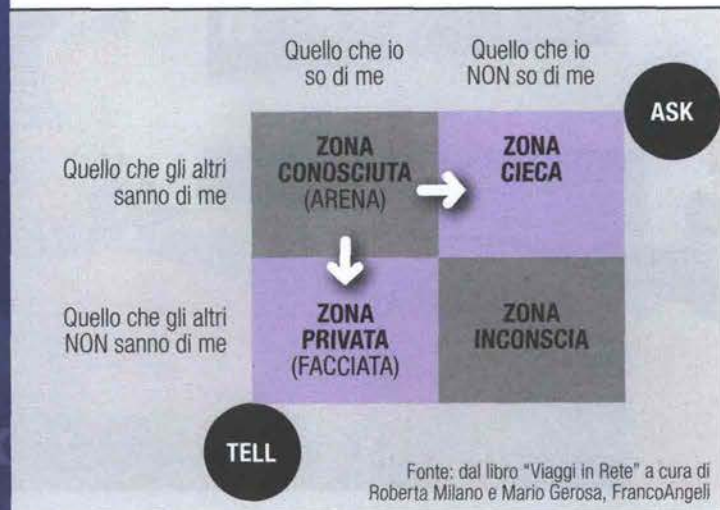 Quello che io
so di me
Quello che io
NON so di me
ASK
Quello che gli altri
sanno di me
ZONA
CONOSCIUTA
(ARENA)
ZONA
CIECA
Quello che gli altri
NON sanno di me
ZONA
PRIVATA
(FACCIATA)
ZONA
INCONSCIA
TELL
Fonte: dal libro "Viaggi in Rete" a cura di
Roberta Milano e Mario Gerosa, FrancoAngeli